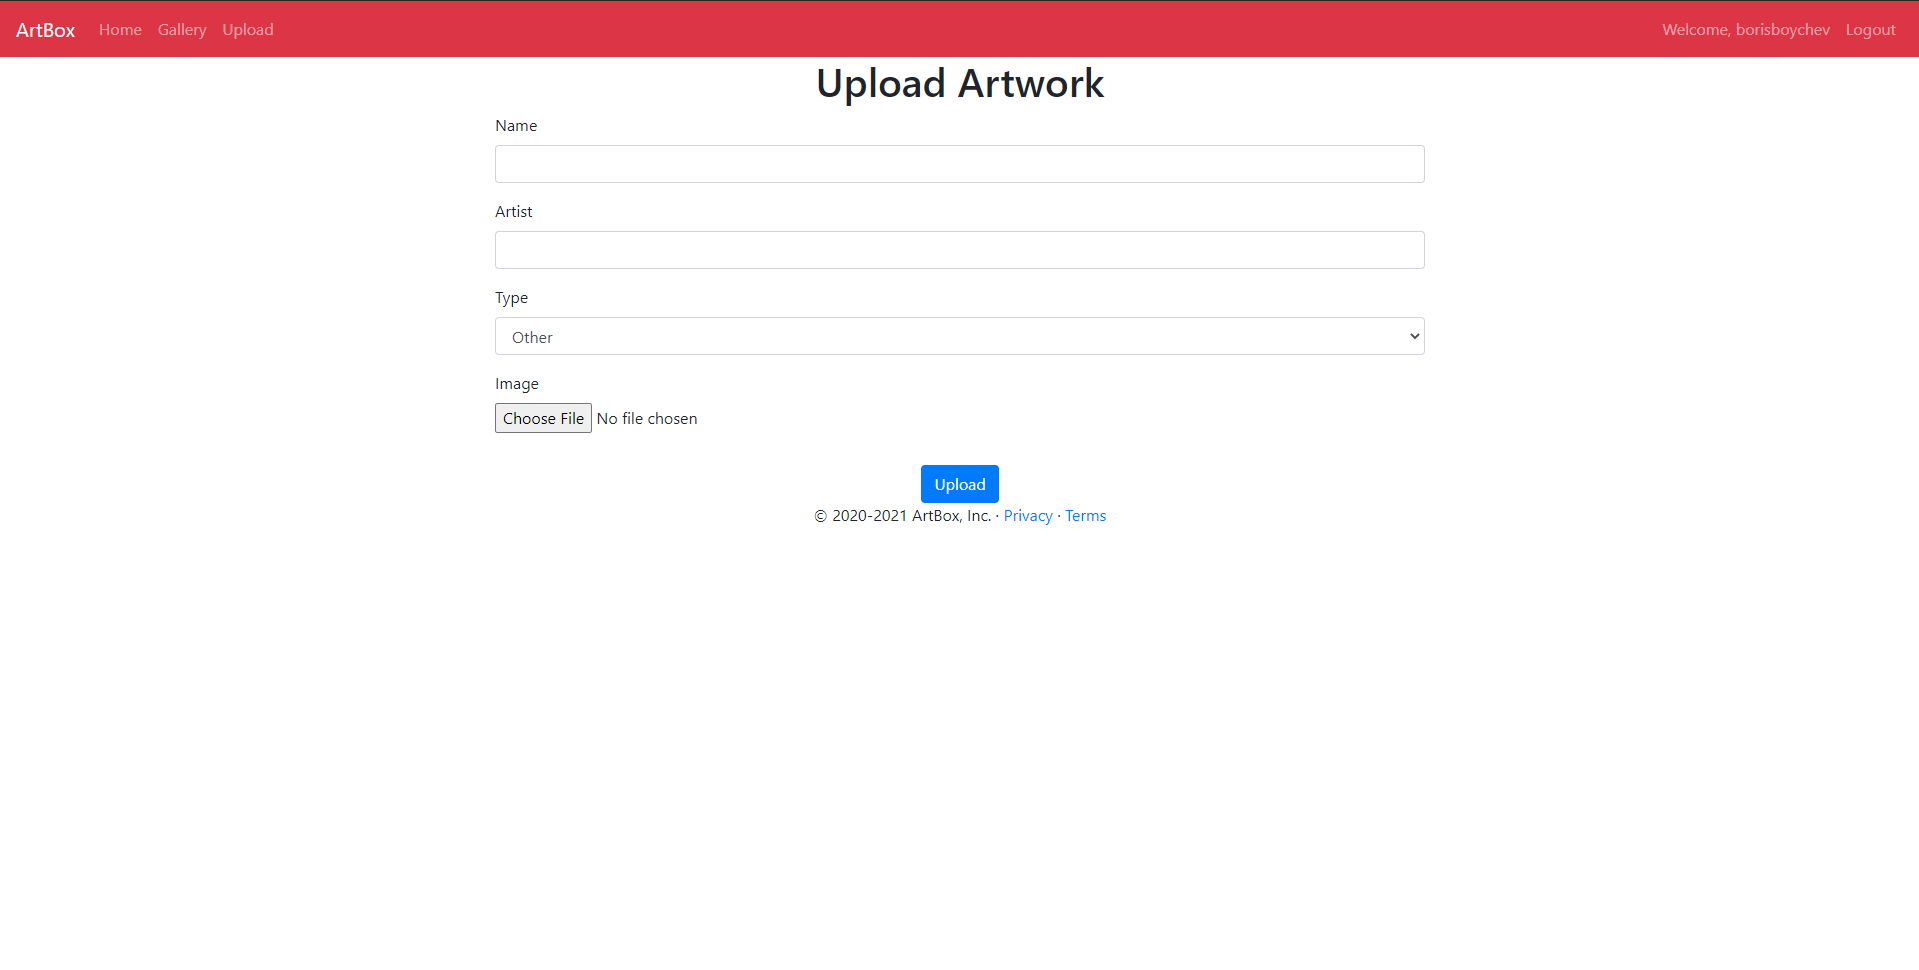 ArtBox Home Gallery Upload Welcome, borisboychev Logout
Upload Artwork
Name
Artist
Type
Other
Image
Choose File No file chosen
Upload
© 2020-2021 ArtBox, Inc. · Privacy · Terms